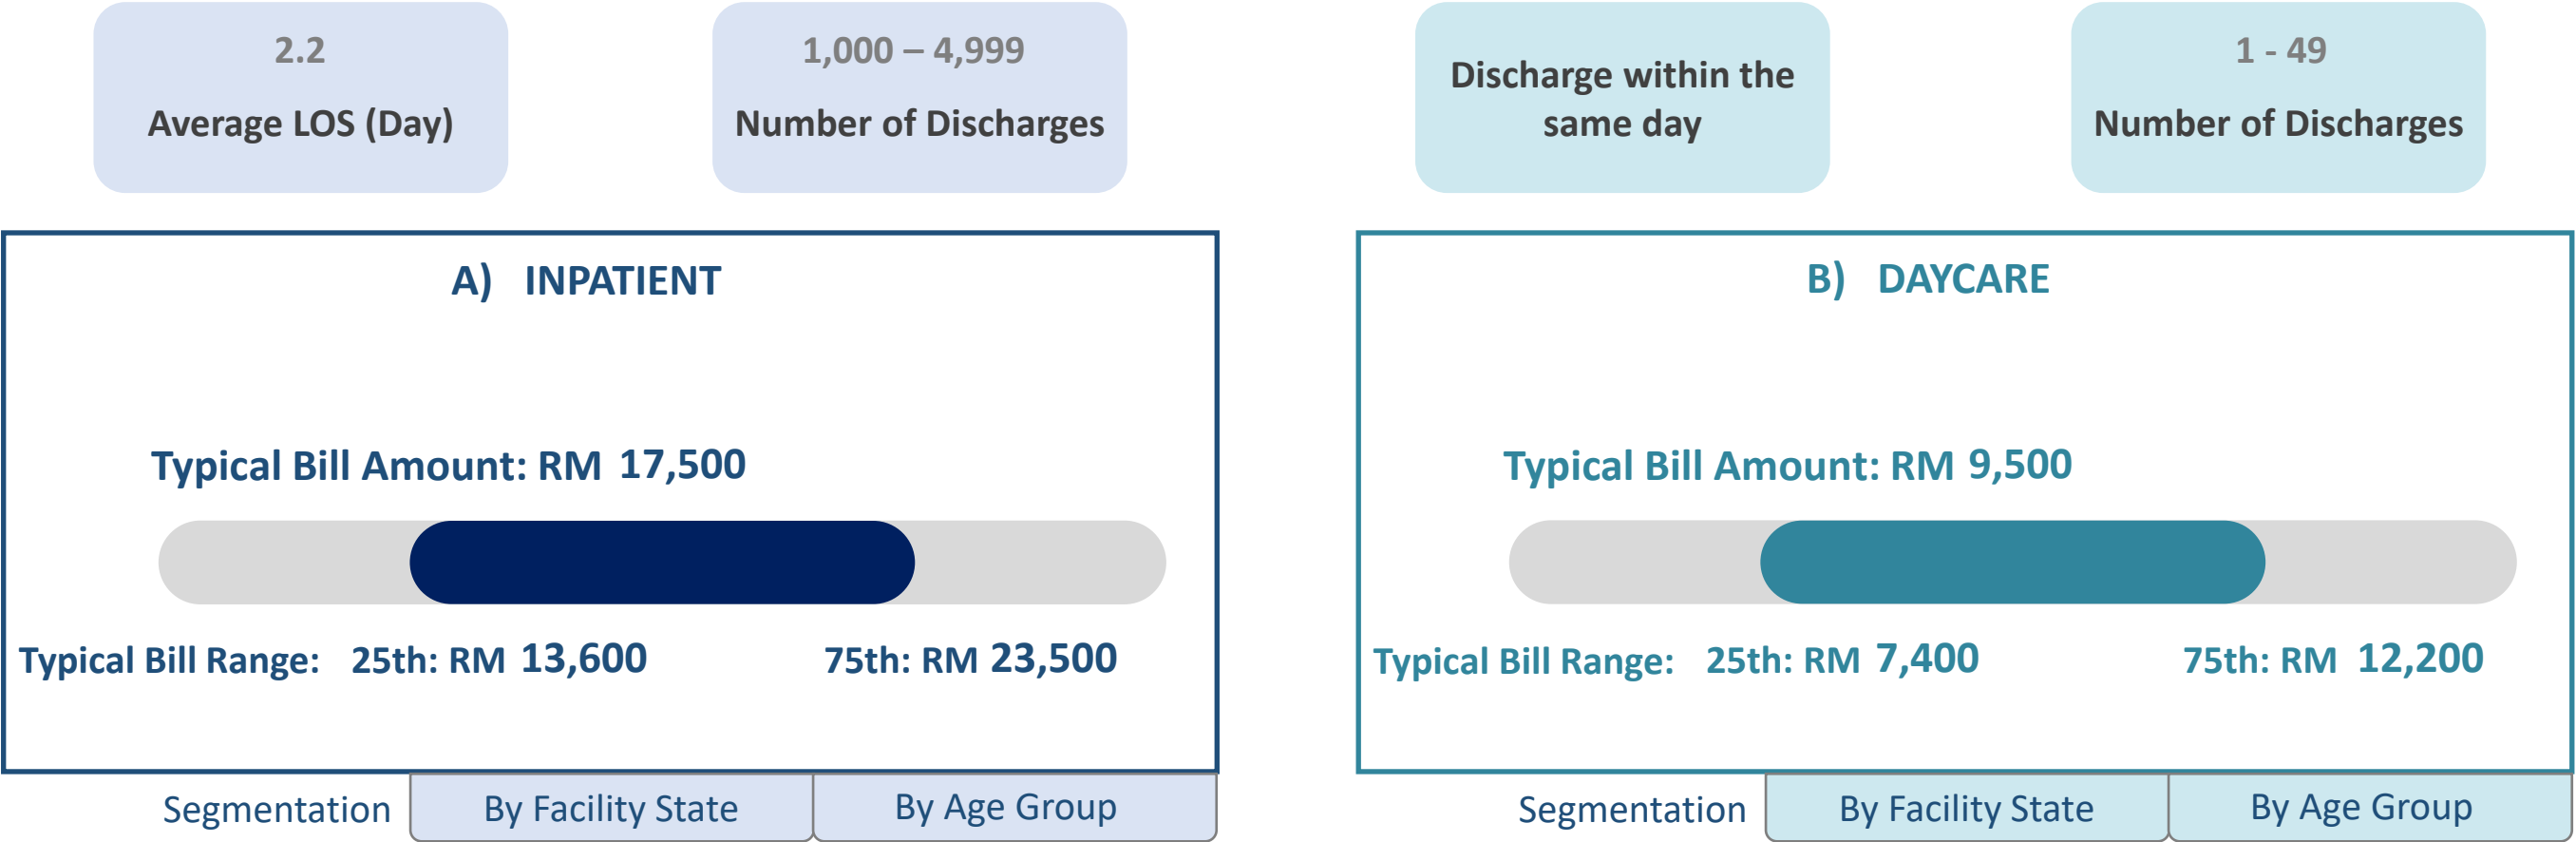 2.2
Average LOS (Day)
1,000 – 4,999
Number of Discharges
Discharge within the
same day
1 - 49
Number of Discharges
A) INPATIENT
Typical Bill Amount: RM 17,500
Typical Bill Range: 25th: RM 13,600 75th: RM 23,500
Segmentation By Facility State By Age Group
B) DAYCARE
Typical Bill Amount: RM 9,500
Typical Bill Range: 25th: RM 7,400 75th: RM 12,200
Segmentation By Facility State By Age Group